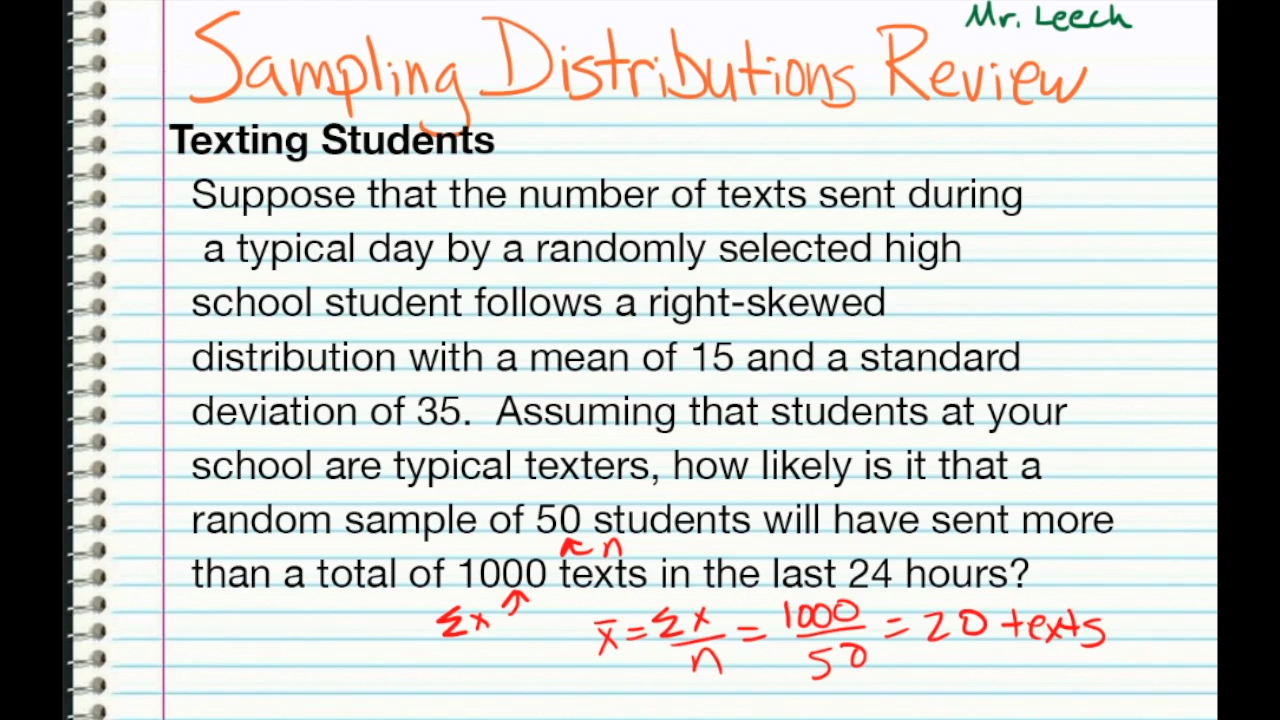 Mr. Leech
Sampling Distributions Review
Texting Students
Suppose that the number of texts sent during
a typical day by a randomly selected high
school student follows a right-skewed
distribution with a mean of 15 and a standard
deviation of 35.  Assuming that students at your
school are typical texters, how likely is it that a
random sample of 50 students will have sent more
n
than a total of 1000 texts in the last 24 hours?
Σx
x̄ = Σx/n = 1000/50 = 20 texts